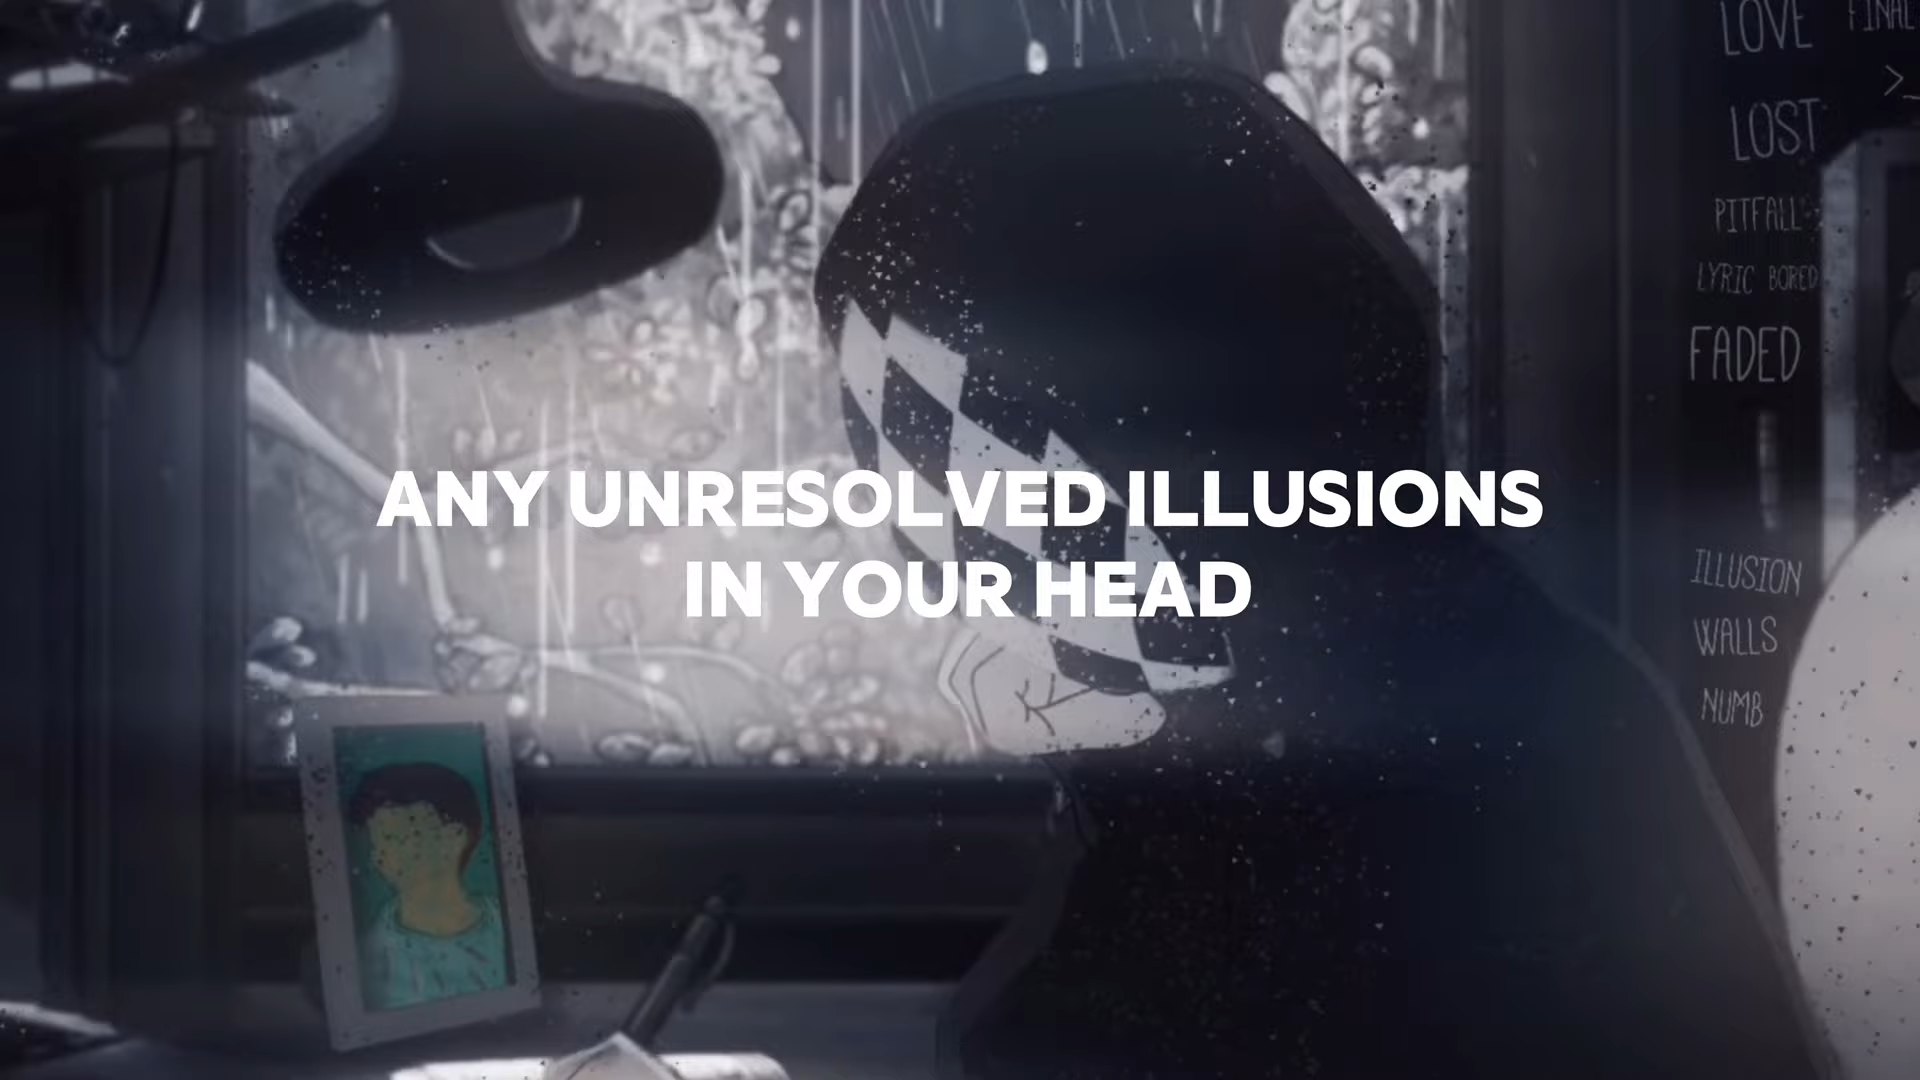 ANY UNRESOLVED ILLUSIONS
IN YOUR HEAD
LOVE
LOST
PITFALL
LYRIC BORED
FADED
ILLUSION
WALLS
NUMB